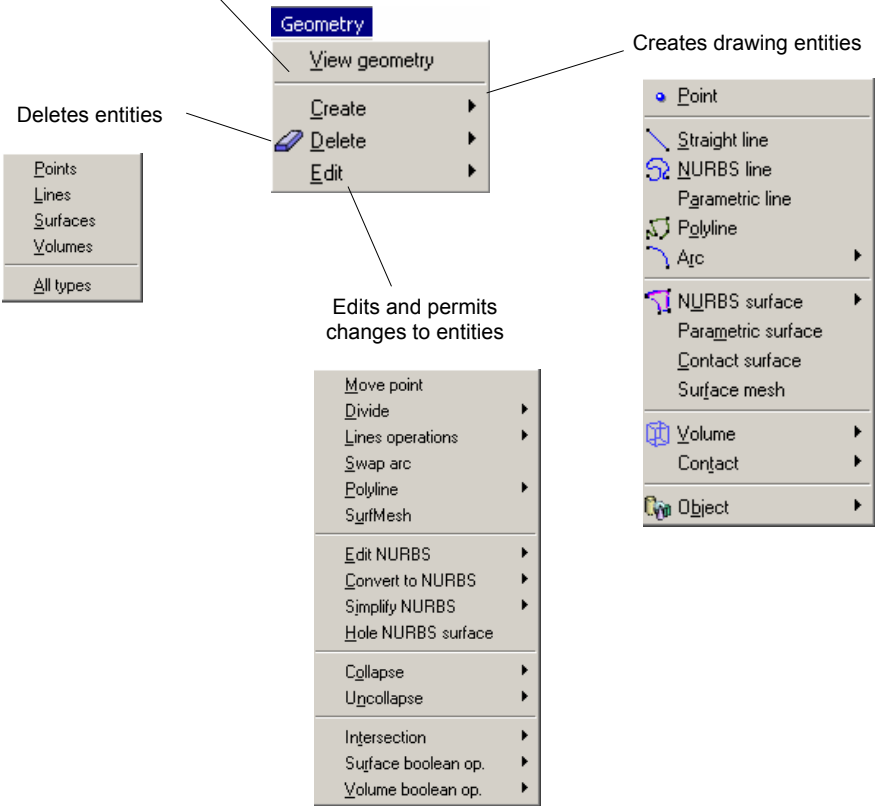 Geometry
View geometry
Create
Delete
Edit
Creates drawing entities
Deletes entities
Points
Lines
Surfaces
Volumes
All types
Edits and permits
changes to entities
Move point
Divide
Lines operations
Swap arc
Polyline
SurfMesh
Edit NURBS
Convert to NURBS
Simplify NURBS
Hole NURBS surface
Collapse
Uncollapse
Intersection
Surface boolean op.
Volume boolean op.
Point
Straight line
NURBS line
Parametric line
Polyline
Arc
NURBS surface
Parametric surface
Contact surface
Surface mesh
Volume
Contact
Object